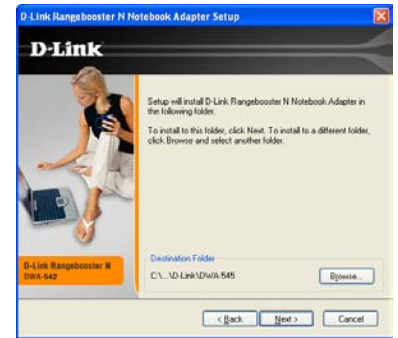 D-Link Rangebooster N Notebook Adapter Setup
D-Link
Setup will install D-Link Rangebooster N Notebook Adapter in
the following folder.
To install to this folder, click Next. To install to a different folder,
click Browse and select another folder.
D-Link Rangebooster N
DWA-542
Destination Folder
C:\...\D-Link\DWA-545
Browse...
< Back
Next >
Cancel